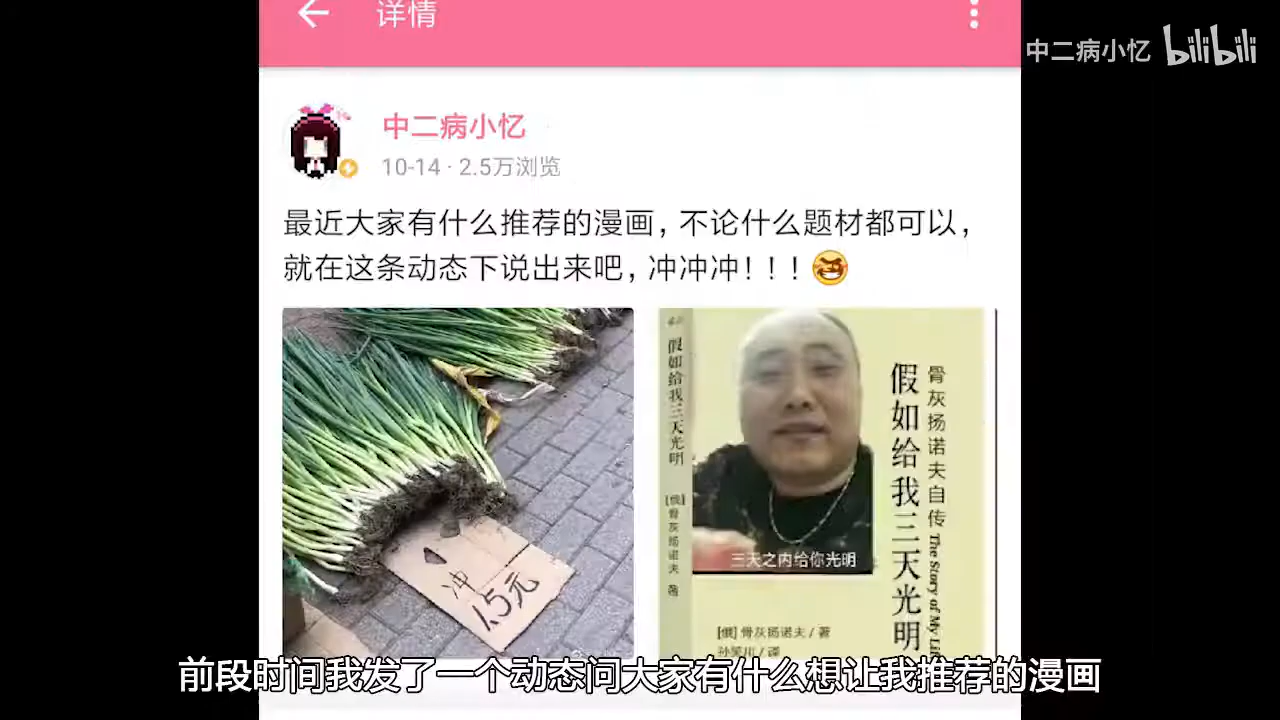 详情
中二病小忆 bilibili
中二病小忆
10-14 · 2.5万浏览
最近大家有什么推荐的漫画，不论什么题材都可以，
就在这条动态下说出来吧，冲冲冲！！！
冲
1.5元
假如给我三天光明
[俄]骨灰扬诺夫 著
三天之内给你光明
骨灰扬诺夫自传
假如给我三天光明
The Story of My Life
[俄] 骨灰扬诺夫 / 著
孙笑川 / 译
前段时间我发了一个动态问大家有什么想让我推荐的漫画